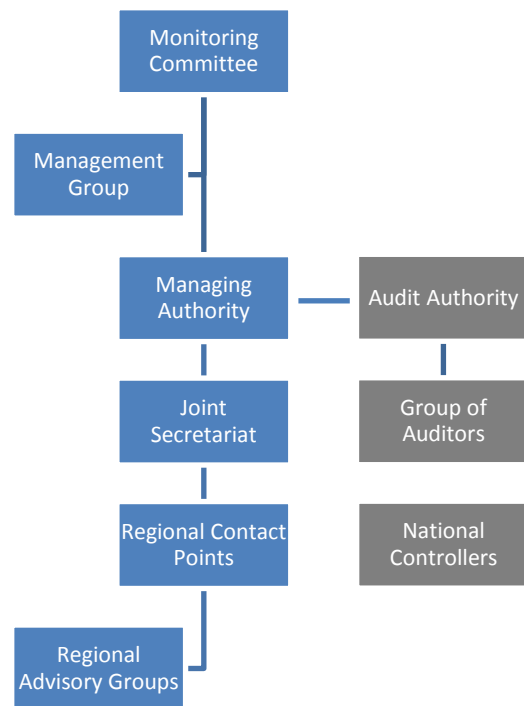 Monitoring
Committee
Management
Group
Managing
Authority
Audit Authority
Joint
Secretariat
Group of
Auditors
Regional Contact
Points
National
Controllers
Regional
Advisory Groups